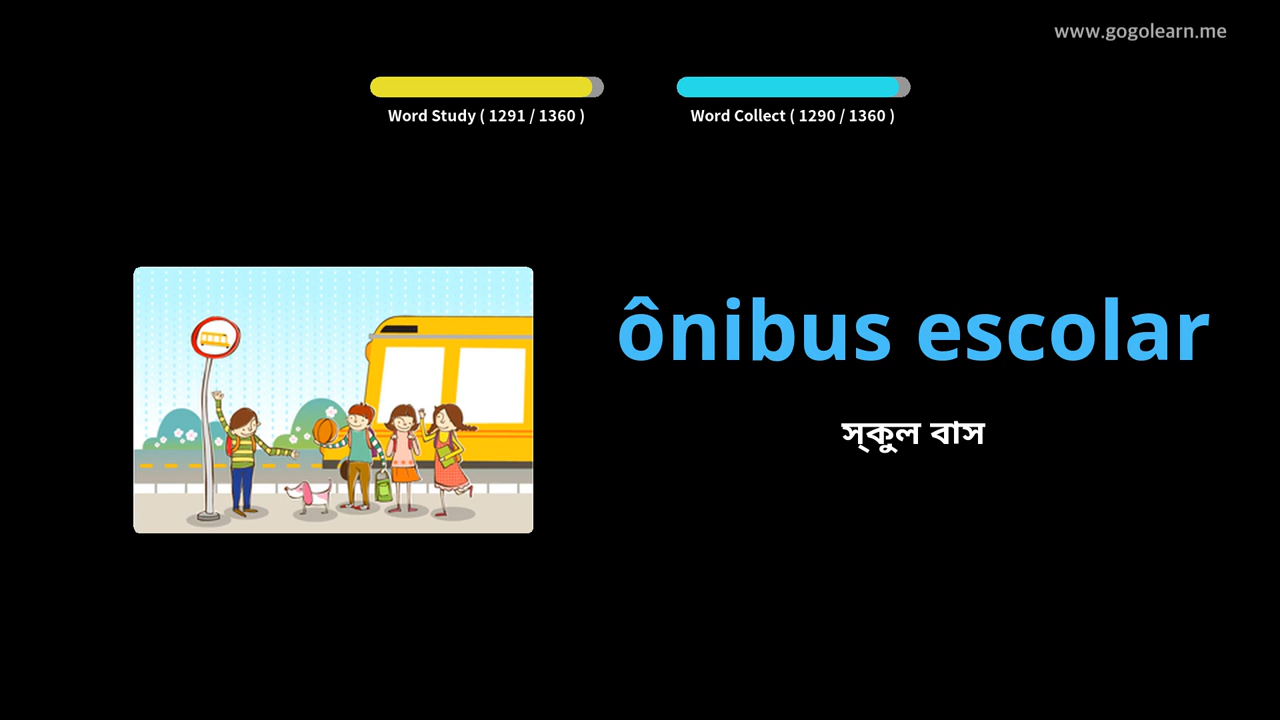 www.gogolearn.me
Word Study ( 1291 / 1360 )
Word Collect ( 1290 / 1360 )
ônibus escolar
স্কুল বাস